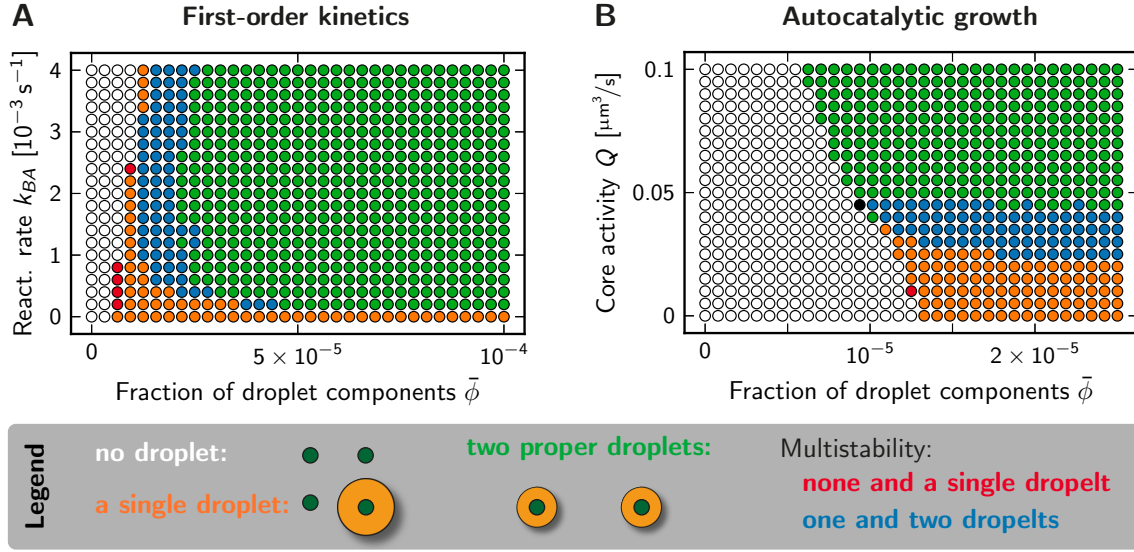 A First-order kinetics
React. rate k_BA [10⁻³ s⁻¹]
4
3
2
1
0
0
5 × 10⁻⁵
10⁻⁴
Fraction of droplet components ϕ̄
B Autocatalytic growth
Core activity Q [µm³/s]
0.1
0.05
0
0
10⁻⁵
2 × 10⁻⁵
Fraction of droplet components ϕ̄
Legend
no droplet:
a single droplet:
two proper droplets:
Multistability:
none and a single dropelt
one and two dropelts